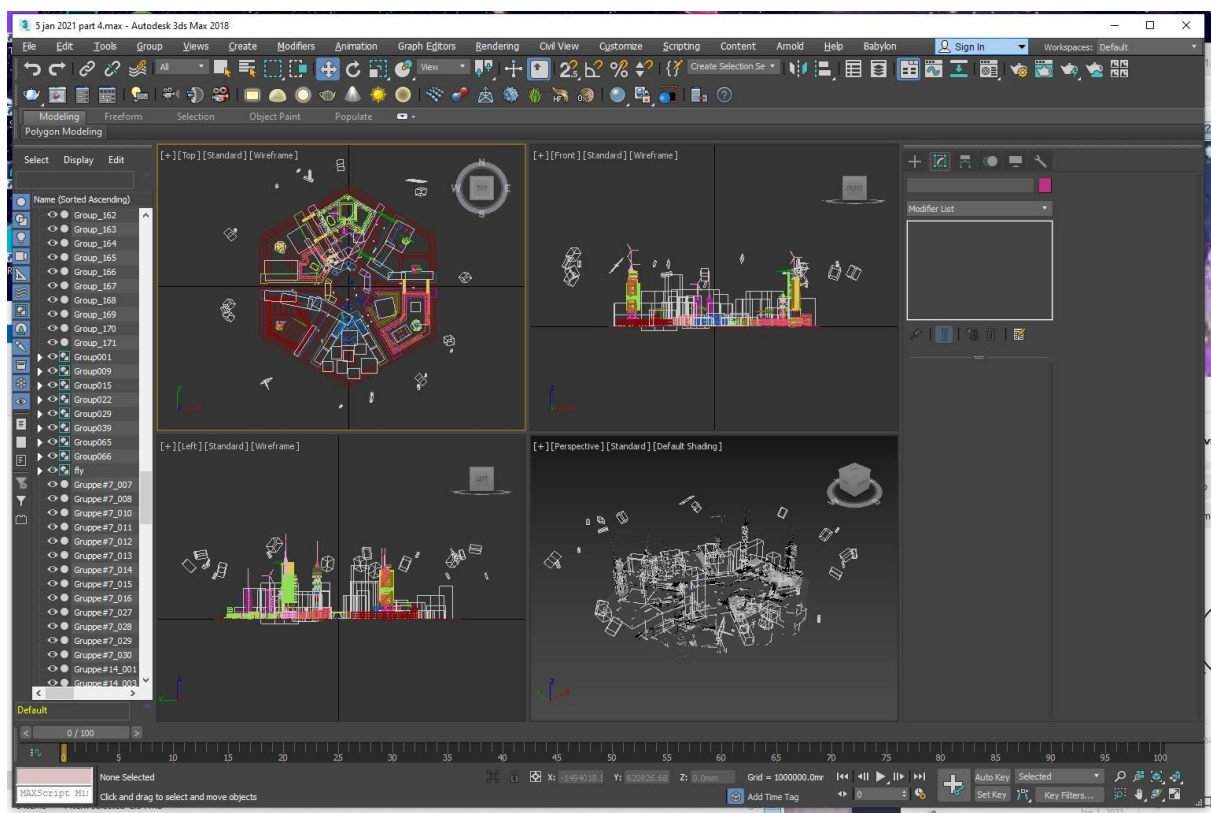 5 jan 2021 part 4.max - Autodesk 3ds Max 2018
File Edit Tools Group Views Create Modifiers Animation Graph Editors Rendering Civil View Customize Scripting Content Arnold Help Babylon Sign In Workspaces: Default
All View Create Selection Se
Modeling Freeform Selection Object Paint Populate
Polygon Modeling
Select Display Edit
Name (Sorted Ascending)
Group_162
Group_163
Group_164
Group_165
Group_166
Group_167
Group_168
Group_169
Group_170
Group_171
Group001
Group009
Group015
Group022
Group029
Group039
Group065
Group066
fly
Gruppe#7_007
Gruppe#7_008
Gruppe#7_010
Gruppe#7_011
Gruppe#7_012
Gruppe#7_013
Gruppe#7_014
Gruppe#7_015
Gruppe#7_016
Gruppe#7_027
Gruppe#7_028
Gruppe#7_029
Gruppe#7_030
Gruppe#14_001
Gruppe#14_003
Default
[+] [Top] [Standard] [Wireframe]
N
W TOP E
S
[+] [Front] [Standard] [Wireframe]
FRONT
[+] [Left] [Standard] [Wireframe]
LEFT
[+] [Perspective] [Standard] [Default Shading]
Modifier List
0 / 100
0 5 10 15 20 25 30 35 40 45 50 55 60 65 70 75 80 85 90 95 100
None Selected
X: -1494018.5 Y: 620826.68 Z: 0.0mm Grid = 1000000.0mr
Auto Key Selected
MAXScript Mi
Click and drag to select and move objects
Add Time Tag
0
Set Key Key Filters...